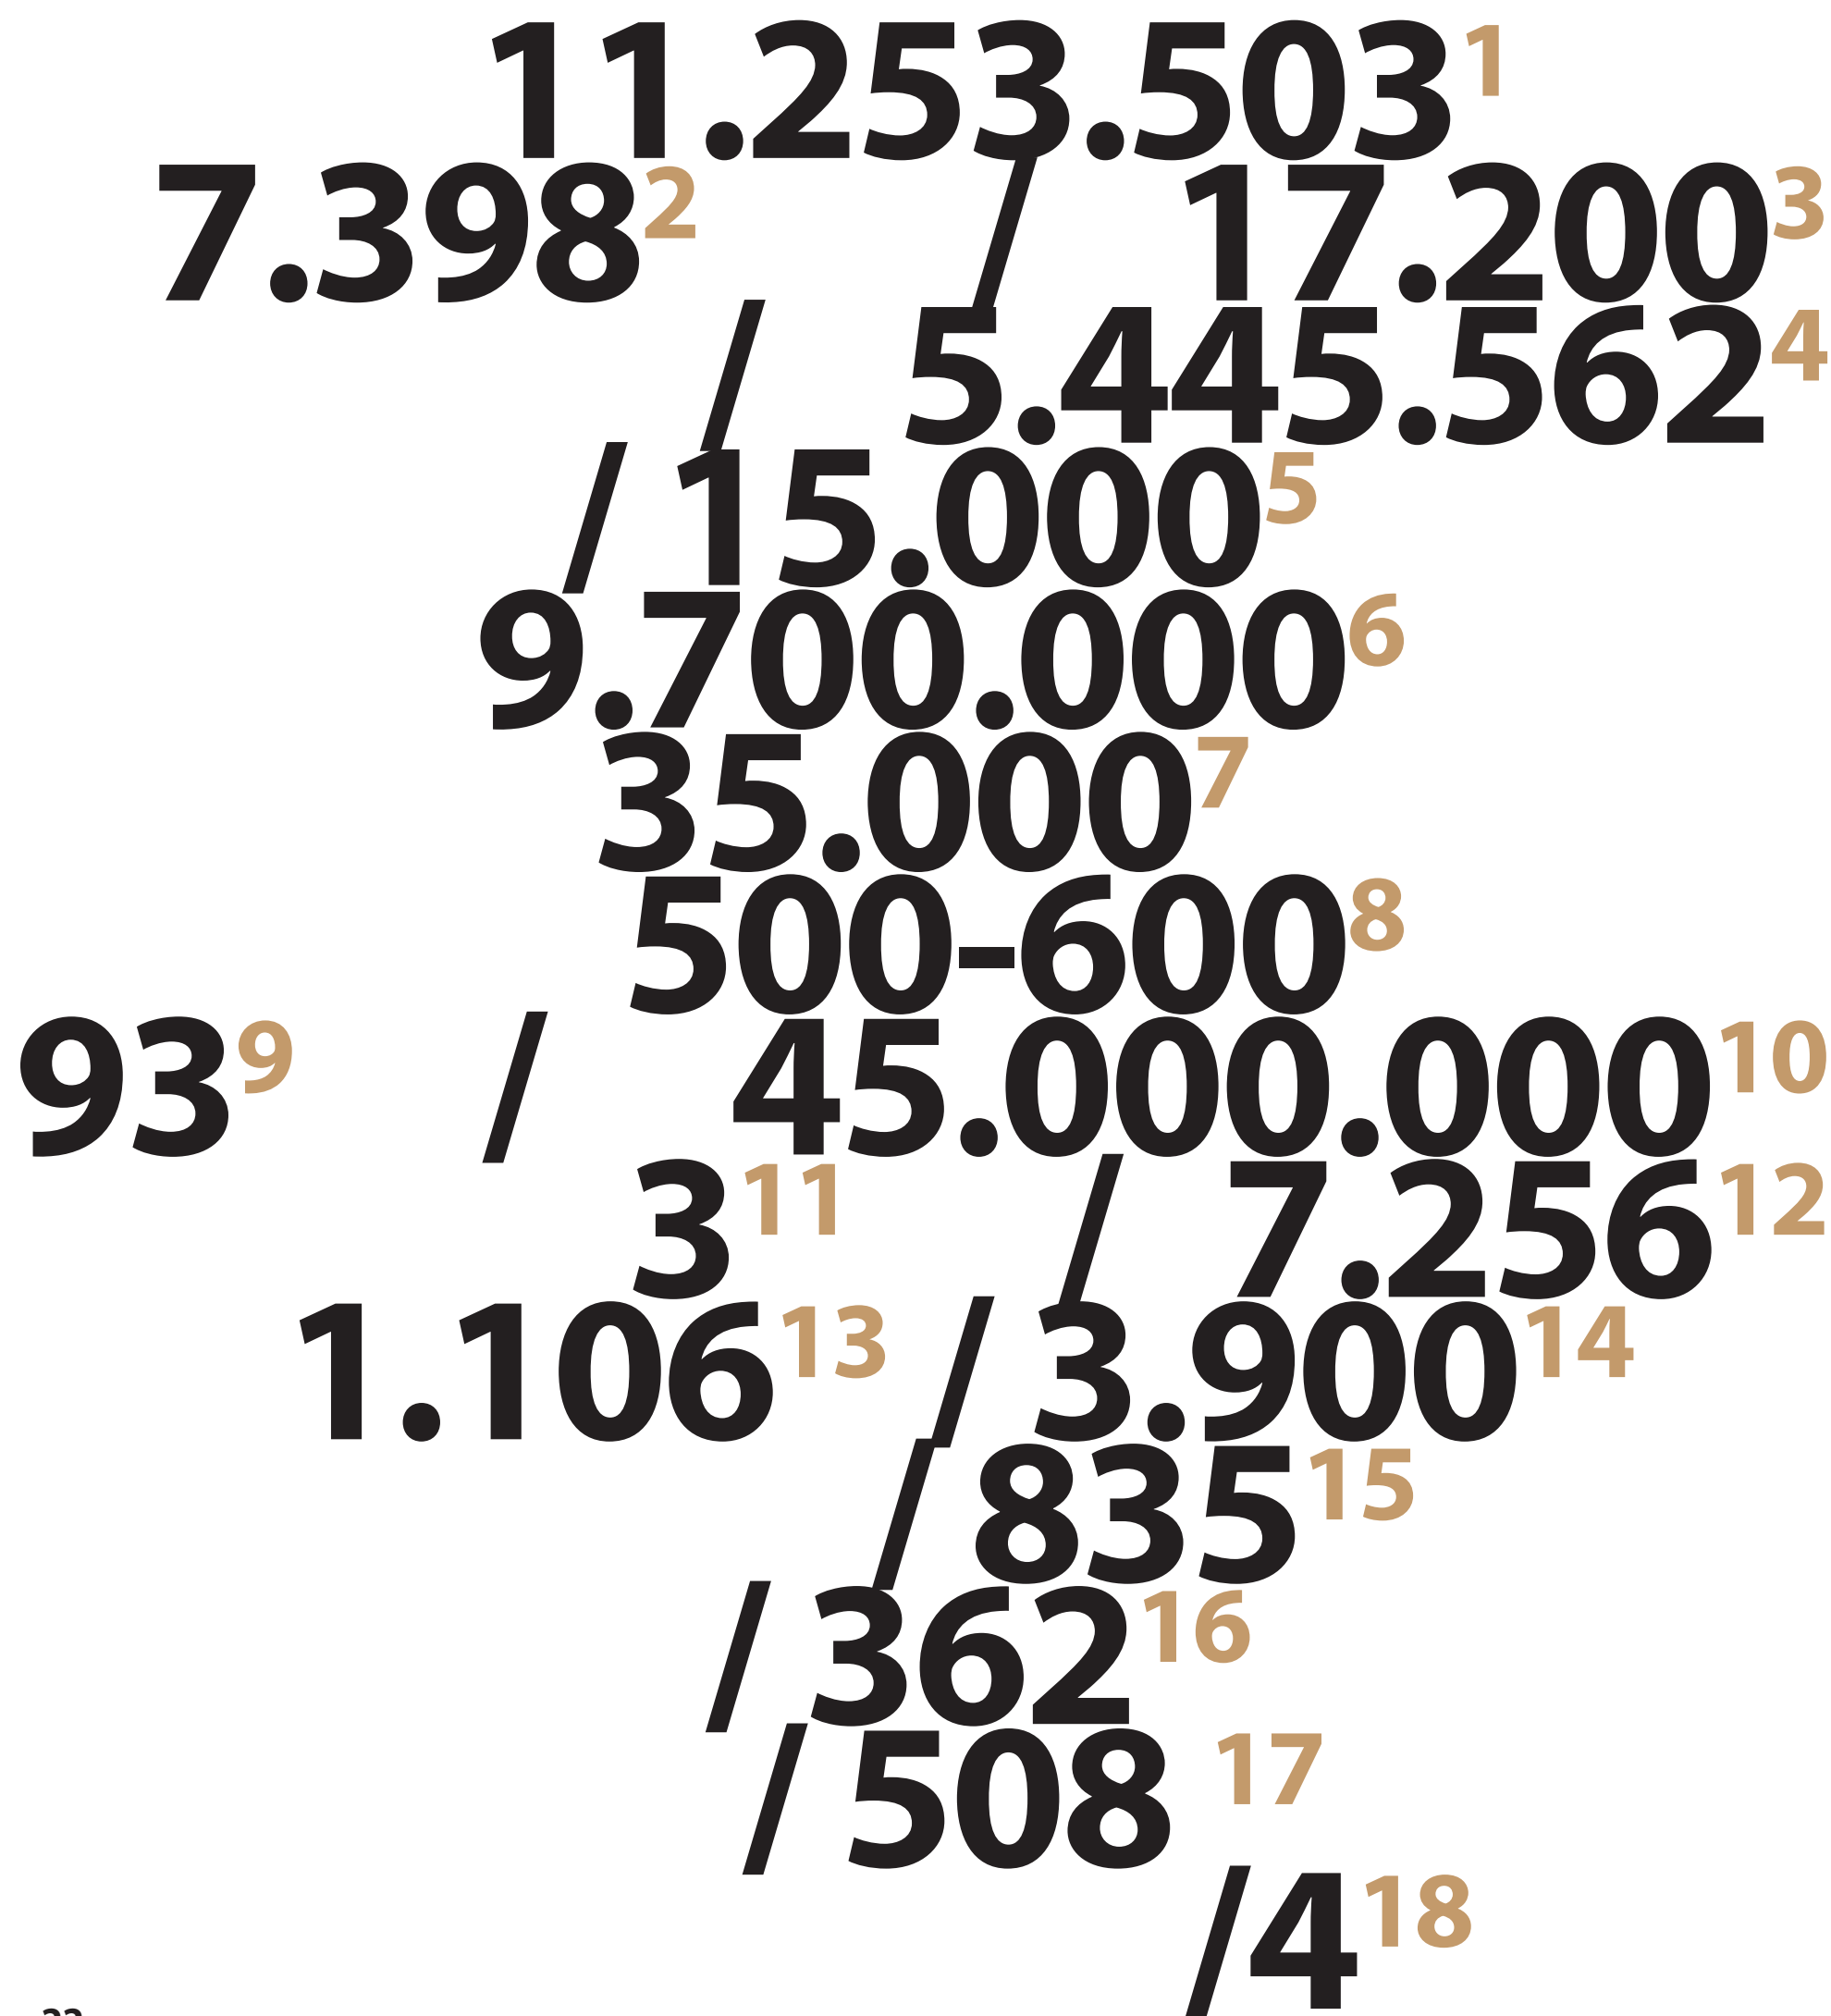 11.253.503¹
7.398² / 17.200³
/ 5.445.562⁴
/ 15.000⁵
9.700.000⁶
35.000⁷
500-600⁸
93⁹ / 45.000.000¹⁰
3¹¹ / 7.256¹²
1.106¹³ / 3.900¹⁴
/ 835¹⁵
/ 362¹⁶
/ 508 ¹⁷
/4¹⁸